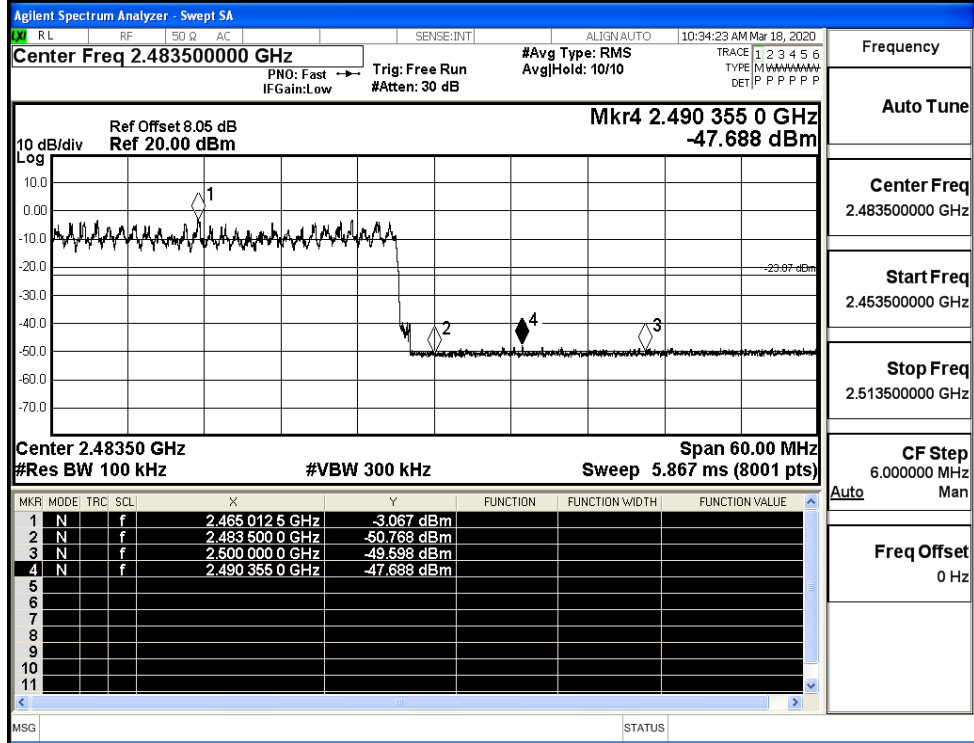 Agilent Spectrum Analyzer - Swept SA
LXI RL RF 50 Ω AC SENSE:INT ALIGN AUTO 10:34:23 AM Mar 18, 2020
Center Freq 2.483500000 GHz
PNO: Fast
IFGain:Low
Trig: Free Run
#Atten: 30 dB
#Avg Type: RMS
Avg|Hold: 10/10
TRACE 1 2 3 4 5 6
TYPE M W W W W W
DET P P P P P P
Mkr4 2.490 355 0 GHz
-47.688 dBm
Ref Offset 8.05 dB
10 dB/div Ref 20.00 dBm
Log
10.0
0.00
-10.0
-20.0
-30.0
-40.0
-50.0
-60.0
-70.0
1
2
4
3
-23.07 dBm
Center 2.48350 GHz Span 60.00 MHz
#Res BW 100 kHz #VBW 300 kHz Sweep 5.867 ms (8001 pts)
MKR MODE TRC SCL X Y FUNCTION FUNCTION WIDTH FUNCTION VALUE
1 N f 2.465 012 5 GHz -3.067 dBm
2 N f 2.483 500 0 GHz -50.768 dBm
3 N f 2.500 000 0 GHz -49.598 dBm
4 N f 2.490 355 0 GHz -47.688 dBm
5
6
7
8
9
10
11
MSG STATUS
Frequency
Auto Tune
Center Freq
2.483500000 GHz
Start Freq
2.453500000 GHz
Stop Freq
2.513500000 GHz
CF Step
6.000000 MHz
Auto Man
Freq Offset
0 Hz